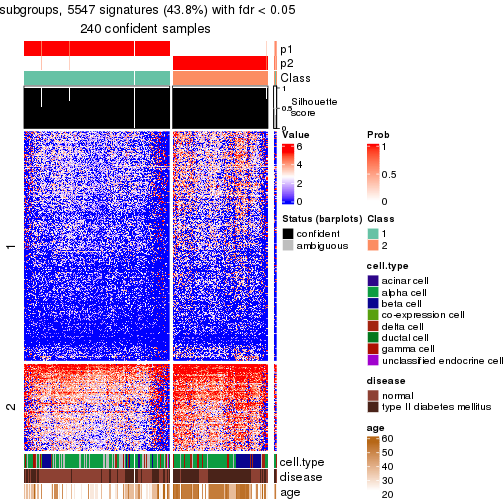 subgroups, 5547 signatures (43.8%) with fdr < 0.05
240 confident samples
p1
p2
Class
1
0.5
0
Silhouette
score
1
2
cell.type
disease
age
Value
6
4
2
0
Prob
1
0.5
0
Status (barplots)
confident
ambiguous
Class
1
2
cell.type
acinar cell
alpha cell
beta cell
co-expression cell
delta cell
ductal cell
gamma cell
unclassified endocrine cell
disease
normal
type II diabetes mellitus
age
60
50
40
30
20